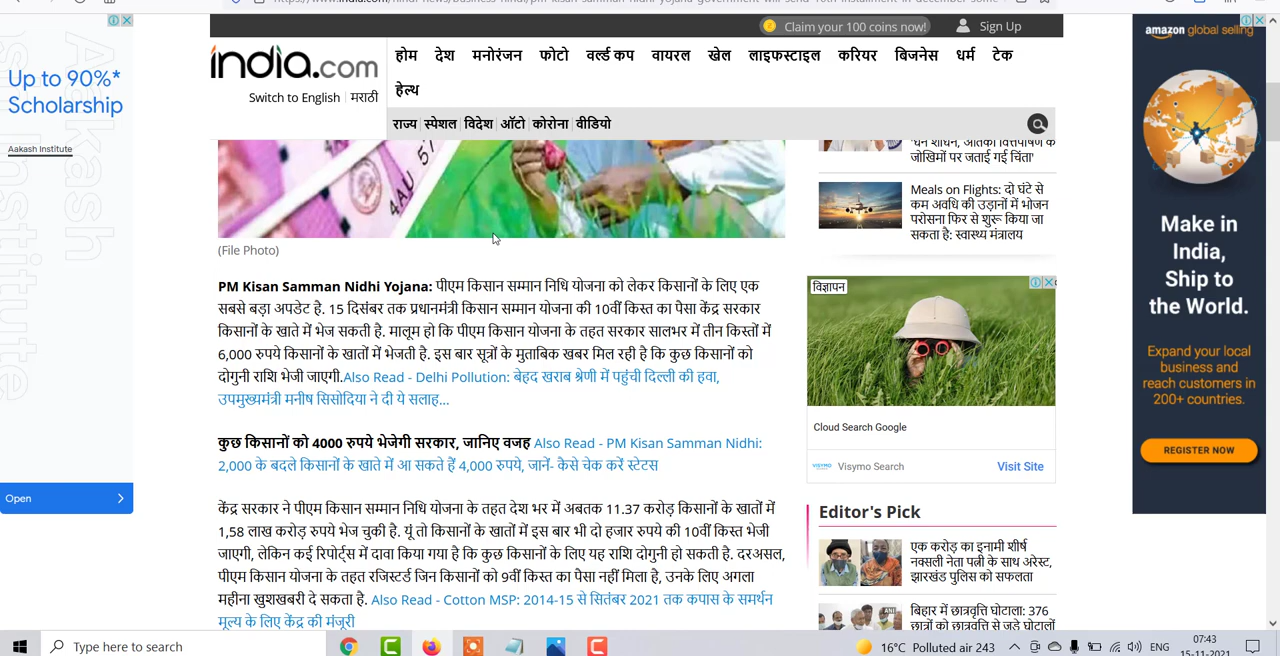 Claim your 100 coins now!
Sign Up
india.com
Switch to English मराठी
होम देश मनोरंजन फोटो वर्ल्ड कप वायरल खेल लाइफस्टाइल करियर बिजनेस धर्म टेक
हेल्थ
राज्य स्पेशल विदेश ऑटो कोरोना वीडियो
Up to 90%*
Scholarship
Aakash Institute
Open
(File Photo)
PM Kisan Samman Nidhi Yojana: पीएम किसान सम्मान निधि योजना को लेकर किसानों के लिए एक
सबसे बड़ा अपडेट है. 15 दिसंबर तक प्रधानमंत्री किसान सम्मान योजना की 10वीं किस्त का पैसा केंद्र सरकार
किसानों के खाते में भेज सकती है. मालूम हो कि पीएम किसान योजना के तहत सरकार सालभर में तीन किस्तों में
6,000 रुपये किसानों के खातों में भेजती है. इस बार सूत्रों के मुताबिक खबर मिल रही है कि कुछ किसानों को
दोगुनी राशि भेजी जाएगी.Also Read - Delhi Pollution: बेहद खराब श्रेणी में पहुंची दिल्ली की हवा,
उपमुख्यमंत्री मनीष सिसोदिया ने दी ये सलाह...
कुछ किसानों को 4000 रुपये भेजेगी सरकार, जानिए वजह Also Read - PM Kisan Samman Nidhi:
2,000 के बदले किसानों के खाते में आ सकते हैं 4,000 रुपये, जानें- कैसे चेक करें स्टेटस
केंद्र सरकार ने पीएम किसान सम्मान निधि योजना के तहत देश भर में अबतक 11.37 करोड़ किसानों के खातों में
1,58 लाख करोड़ रुपये भेज चुकी है. यूं तो किसानों के खातों में इस बार भी दो हजार रुपये की 10वीं किस्त भेजी
जाएगी, लेकिन कई रिपोर्ट्स में दावा किया गया है कि कुछ किसानों के लिए यह राशि दोगुनी हो सकती है. दरअसल,
पीएम किसान योजना के तहत रजिस्टर्ड जिन किसानों को 9वीं किस्त का पैसा नहीं मिला है, उनके लिए अगला
महीना खुशखबरी दे सकता है. Also Read - Cotton MSP: 2014-15 से सितंबर 2021 तक कपास के समर्थन
मूल्य के लिए केंद्र की मंजूरी
जोखिमों पर जताई गई चिंता'
Meals on Flights: दो घंटे से
कम अवधि की उड़ानों में भोजन
परोसना फिर से शुरू किया जा
सकता है: स्वास्थ्य मंत्रालय
विज्ञापन
Cloud Search Google
VISYMO Visymo Search Visit Site
Editor's Pick
एक करोड़ का इनामी शीर्ष
नक्सली नेता पत्नी के साथ अरेस्ट,
झारखंड पुलिस को सफलता
बिहार में छात्रवृत्ति घोटाला: 376
छात्रों को छात्रवृत्ति से जुड़े घोटालों
amazon global selling
Make in
India,
Ship to
the World.
Expand your local
business and
reach customers in
200+ countries.
REGISTER NOW
Type here to search
16°C Polluted air 243
ENG
07:43
15-11-2021